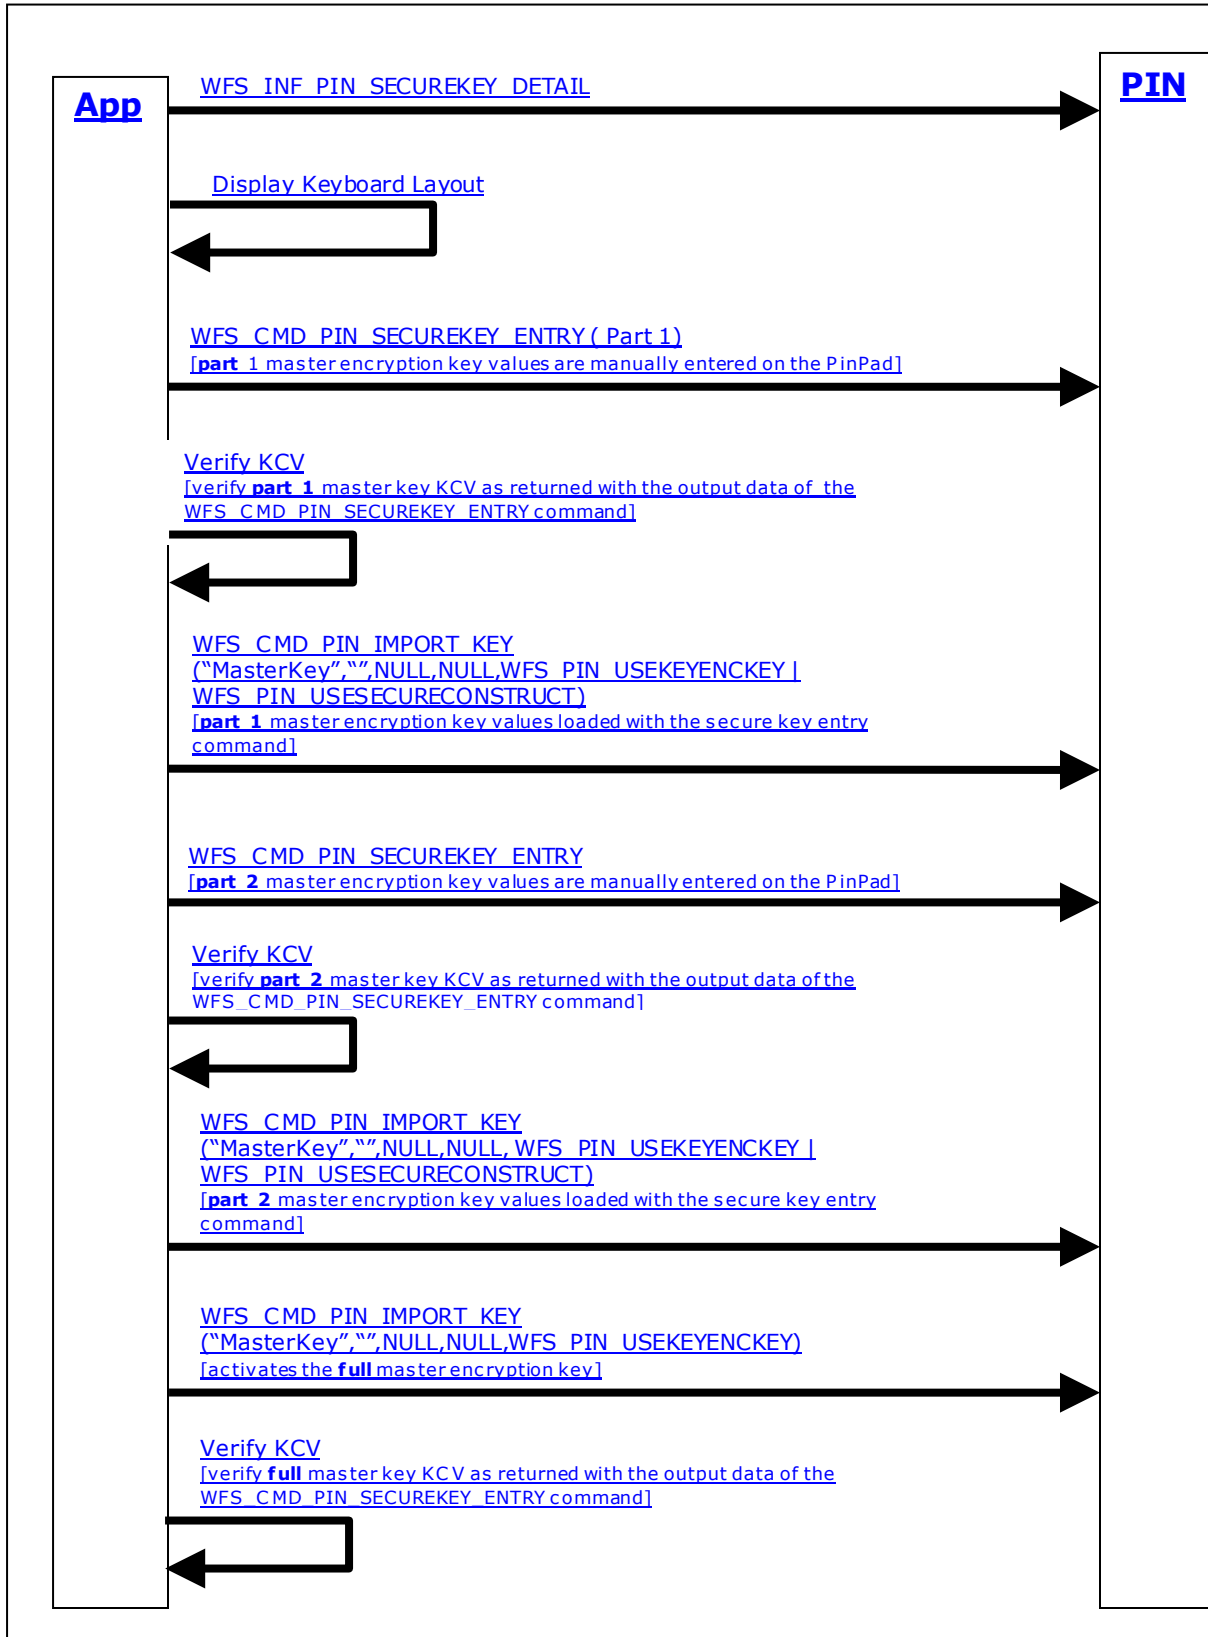 App
PIN
WFS_INF_PIN_SECUREKEY_DETAIL
Display Keyboard Layout
WFS_CMD_PIN_SECUREKEY_ENTRY ( Part 1)
[part 1 master encryption key values are manually entered on the PinPad]
Verify KCV
[verify part 1 master key KCV as returned with the output data of the
WFS_CMD_PIN_SECUREKEY_ENTRY command]
WFS_CMD_PIN_IMPORT_KEY
(“MasterKey”,“”,NULL,NULL,WFS_PIN_USEKEYENCKEY |
WFS_PIN_USESECURECONSTRUCT)
[part 1 master encryption key values loaded with the secure key entry
command]
WFS_CMD_PIN_SECUREKEY_ENTRY
[part 2 master encryption key values are manually entered on the PinPad]
Verify KCV
[verify part 2 master key KCV as returned with the output data of the
WFS_CMD_PIN_SECUREKEY_ENTRY command]
WFS_CMD_PIN_IMPORT_KEY
(“MasterKey”,“”,NULL,NULL, WFS_PIN_USEKEYENCKEY |
WFS_PIN_USESECURECONSTRUCT)
[part 2 master encryption key values loaded with the secure key entry
command]
WFS_CMD_PIN_IMPORT_KEY
(“MasterKey”,“”,NULL,NULL,WFS_PIN_USEKEYENCKEY)
[activates the full master encryption key]
Verify KCV
[verify full master key KCV as returned with the output data of the
WFS_CMD_PIN_SECUREKEY_ENTRY command]